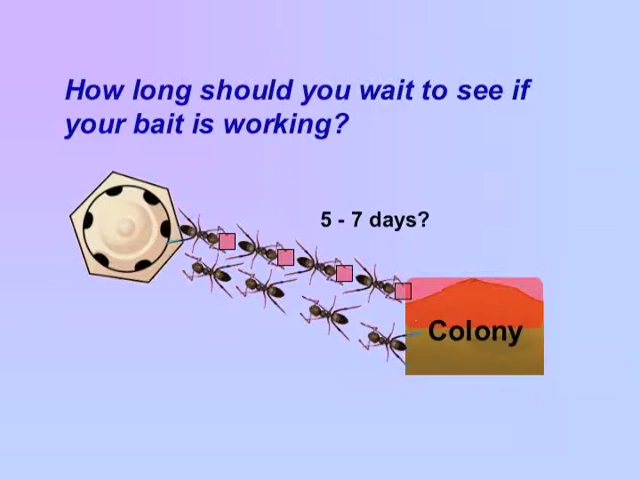 How long should you wait to see if
your bait is working?
5 - 7 days?
Colony